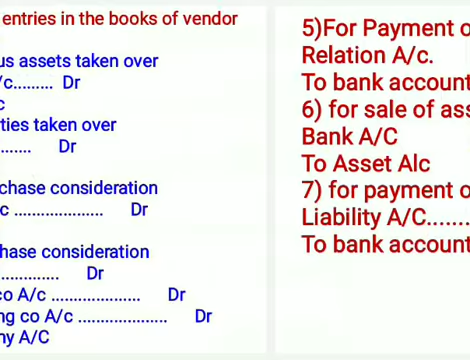 entries in the books of vendor
us assets taken over
/c......... Dr
c
ties taken over
....... Dr
chase consideration
c .................... Dr
hase consideration
............. Dr
co A/c .................... Dr
ng co A/c .................... Dr
ny A/C
5)For Payment o
Relation A/c.
To bank account
6) for sale of ass
Bank A/C
To Asset Alc
7) for payment o
Liability A/C.......
To bank account